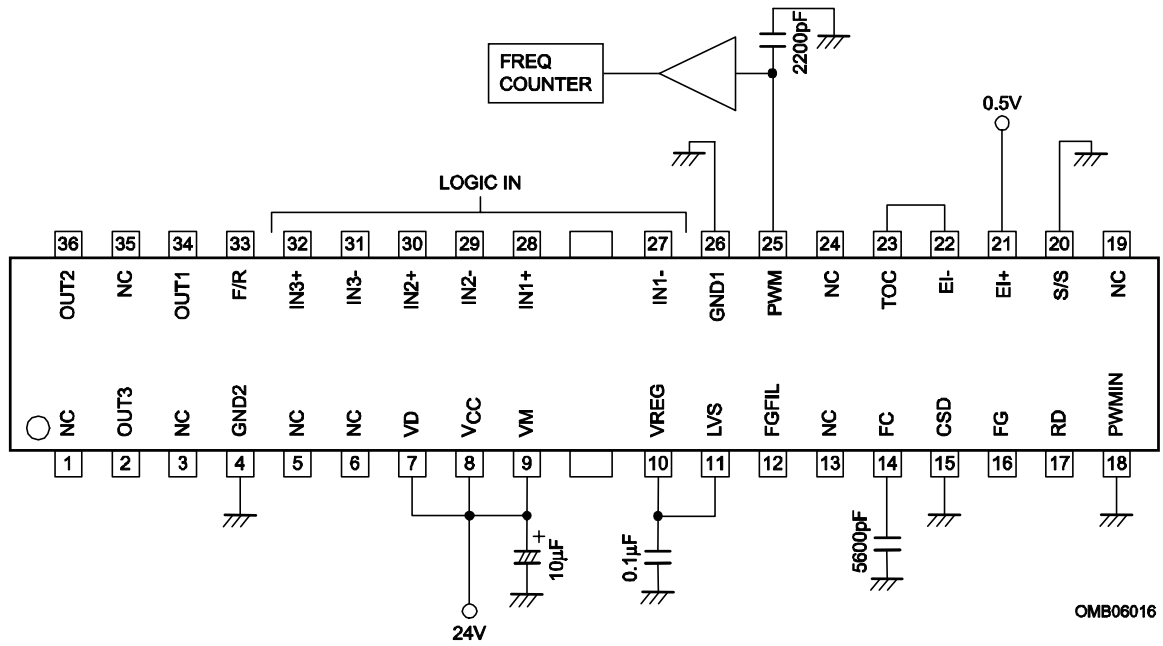 2200pF
FREQ
COUNTER
0.5V
LOGIC IN
36 35 34 33 32 31 30 29 28 27 26 25 24 23 22 21 20 19
OUT2 NC OUT1 F/R IN3+ IN3- IN2+ IN2- IN1+ IN1- GND1 PWM NC TOC EI- EI+ S/S NC
NC OUT3 NC GND2 NC NC VD VCC VM VREG LVS FGFIL NC FC CSD FG RD PWMIN
1 2 3 4 5 6 7 8 9 10 11 12 13 14 15 16 17 18
+
10μF
0.1μF
5600pF
24V
OMB06016